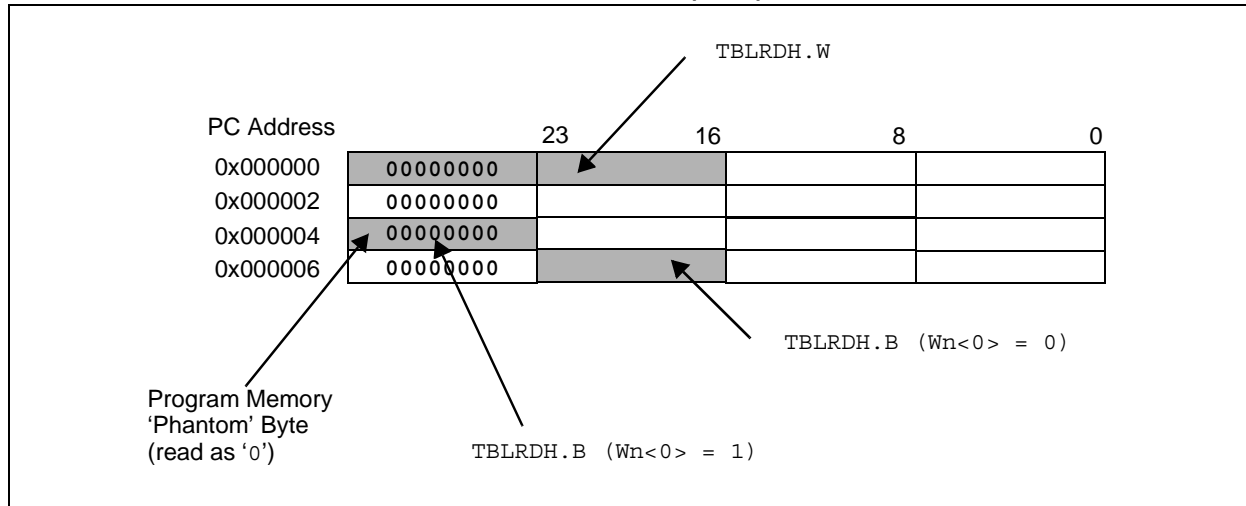 TBLRDH.W
PC Address
23 16 8 0
0x000000 00000000
0x000002 00000000
0x000004 00000000
0x000006 00000000
TBLRDH.B (Wn<0> = 0)
Program Memory
‘Phantom’ Byte
(read as ‘0’)
TBLRDH.B (Wn<0> = 1)